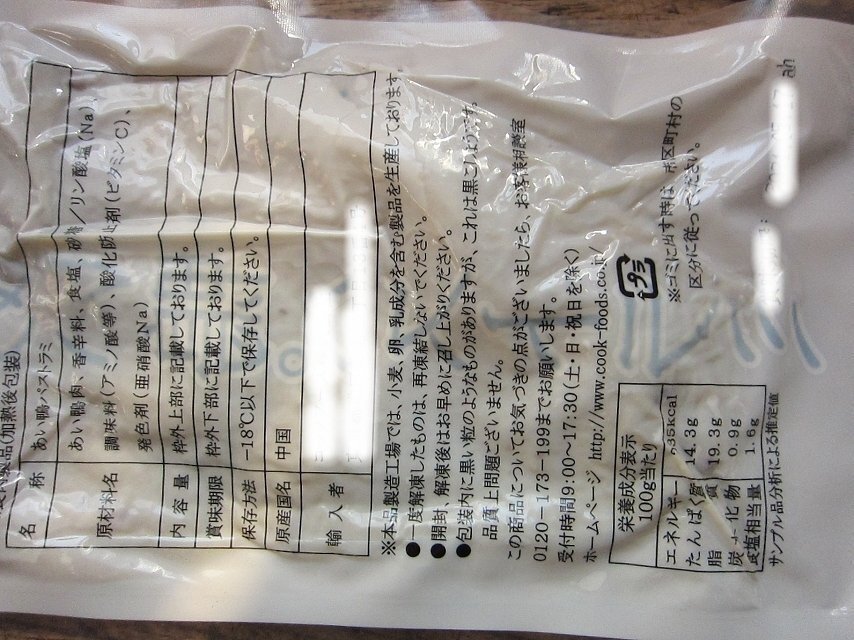 (加熱後包装)
名 称 あい鴨パストラミ
原材料名 あい鴨肉、香辛料、食塩、砂糖/リン酸塩(Na)、
調味料(アミノ酸等)、酸化防止剤(ビタミンC)、
発色剤(亜硝酸Na)
内容量 枠外上部に記載しております。
賞味期限 枠外下部に記載しております。
保存方法 -18℃以下で保存してください。
原産国名 中国
輸入者
※本品製造工場では、小麦、卵、乳成分を含む製品を生産しております。
●一度解凍したものは、再凍結しないでください。
●開封、解凍後はお早めに召し上がりください。
●包装内に黒い粒のようなものがありますが、これは黒こしょうです。
品質上問題ございません。
この商品についてお気づきの点がございましたら、お客様相談室
0120-173-199までお願いします。
受付時間9:00〜17:30(土・日・祝日を除く)
ホームページ http://www.cook-foods.co.jp/
プラ
※ゴミに出す時は 市区町村の
区分に従ってください。
栄養成分表示
100g当たり
エネルギー 35kcal
たんぱく質 14.3g
脂質 19.3g
炭水化物 0.9g
食塩相当量 1.6g
サンプル品分析による推定値
ah